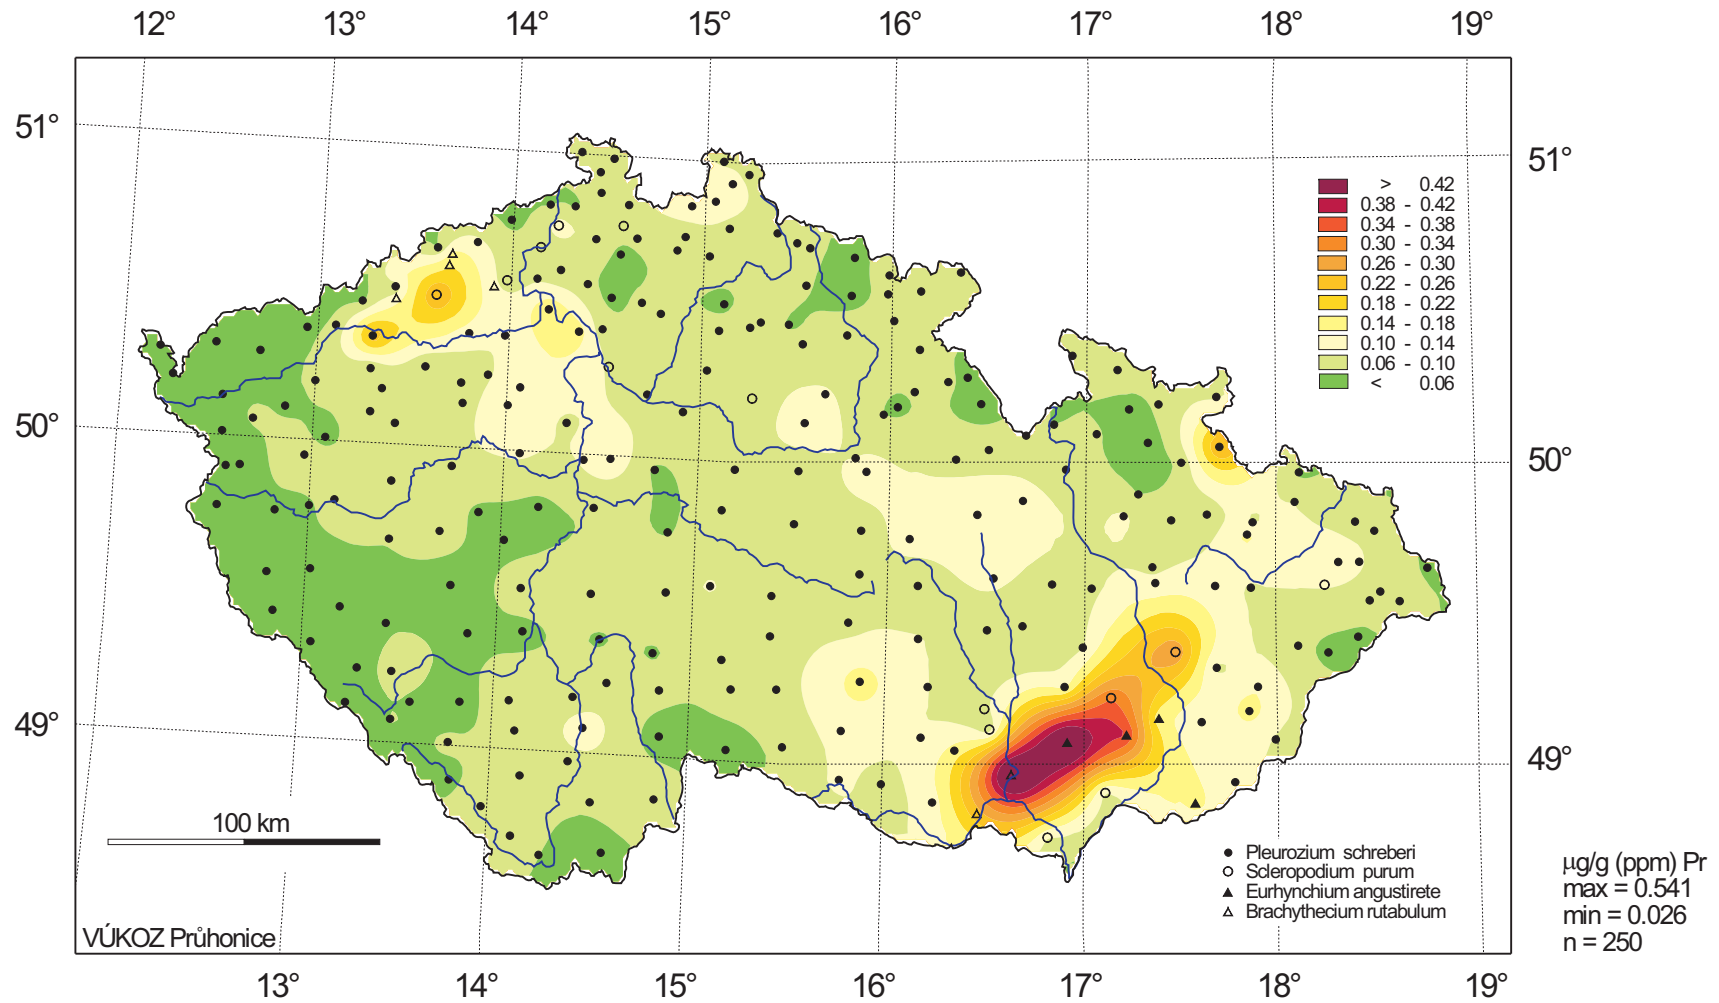 12° 13° 14° 15° 16° 17° 18° 19°
51°
51°
> 0.42
0.38 - 0.42
0.34 - 0.38
0.30 - 0.34
0.26 - 0.30
0.22 - 0.26
0.18 - 0.22
0.14 - 0.18
0.10 - 0.14
0.06 - 0.10
< 0.06
50°
50°
49°
49°
100 km
Pleurozium schreberi
Scleropodium purum
Eurhynchium angustirete
Brachythecium rutabulum
µg/g (ppm) Pr
max = 0.541
min = 0.026
n = 250
VÚKOZ Průhonice
13° 14° 15° 16° 17° 18° 19°